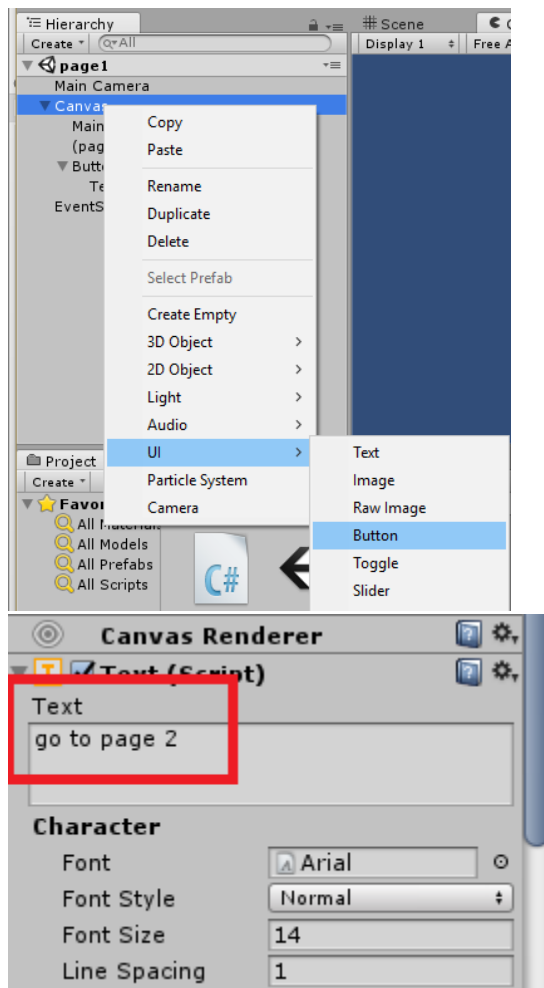 Hierarchy
# Scene
Create
All
Display 1
Free A
page1
Main Camera
Canvas
Main
(pag
Butt
Te
EventS
Copy
Paste
Rename
Duplicate
Delete
Select Prefab
Create Empty
3D Object >
2D Object >
Light >
Audio >
UI >
Particle System
Camera
Text
Image
Raw Image
Button
Toggle
Slider
Project
Create
Favor
All Materials
All Models
All Prefabs
All Scripts
C#
Canvas Renderer
Text (Script)
Text
go to page 2
Character
Font
Arial
Font Style
Normal
Font Size
14
Line Spacing
1